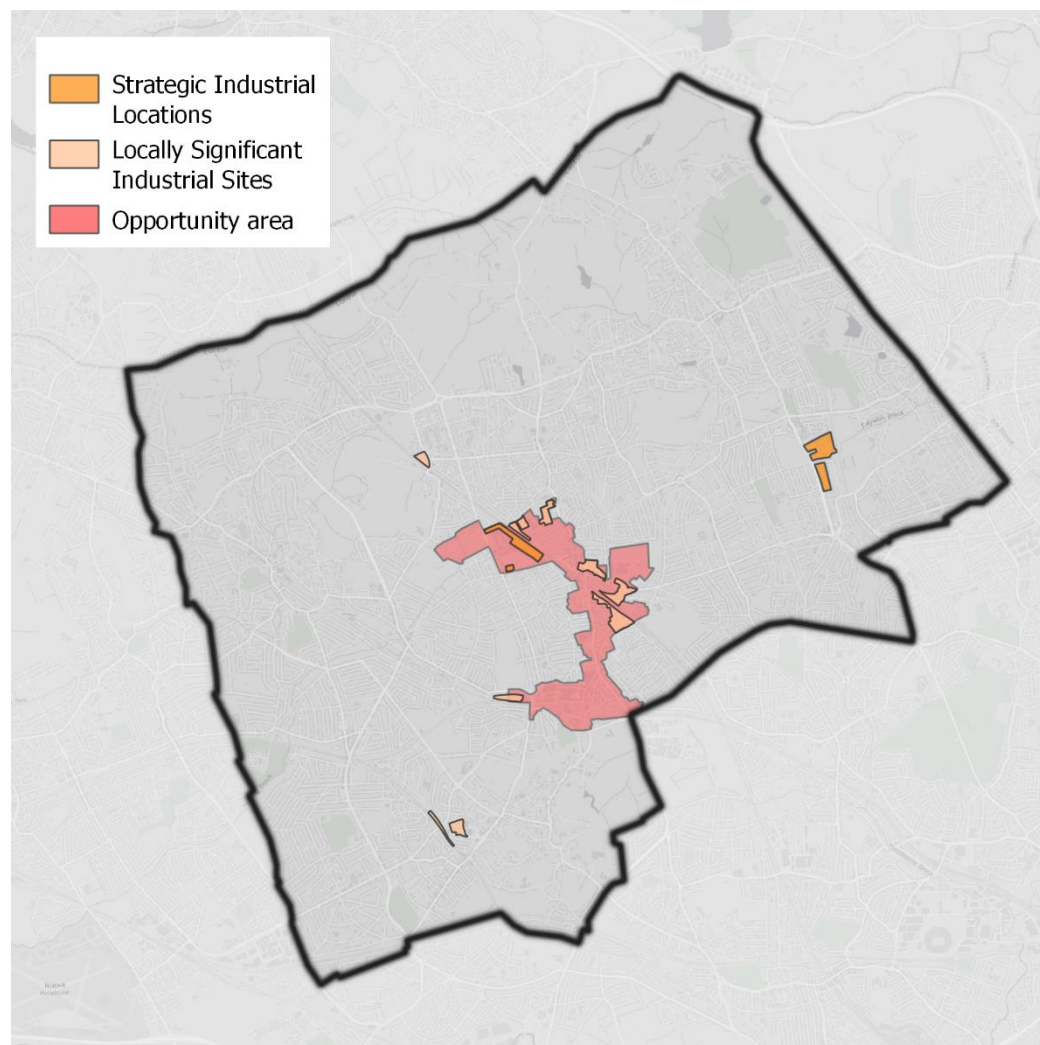 Strategic Industrial
Locations
Locally Significant
Industrial Sites
Opportunity area